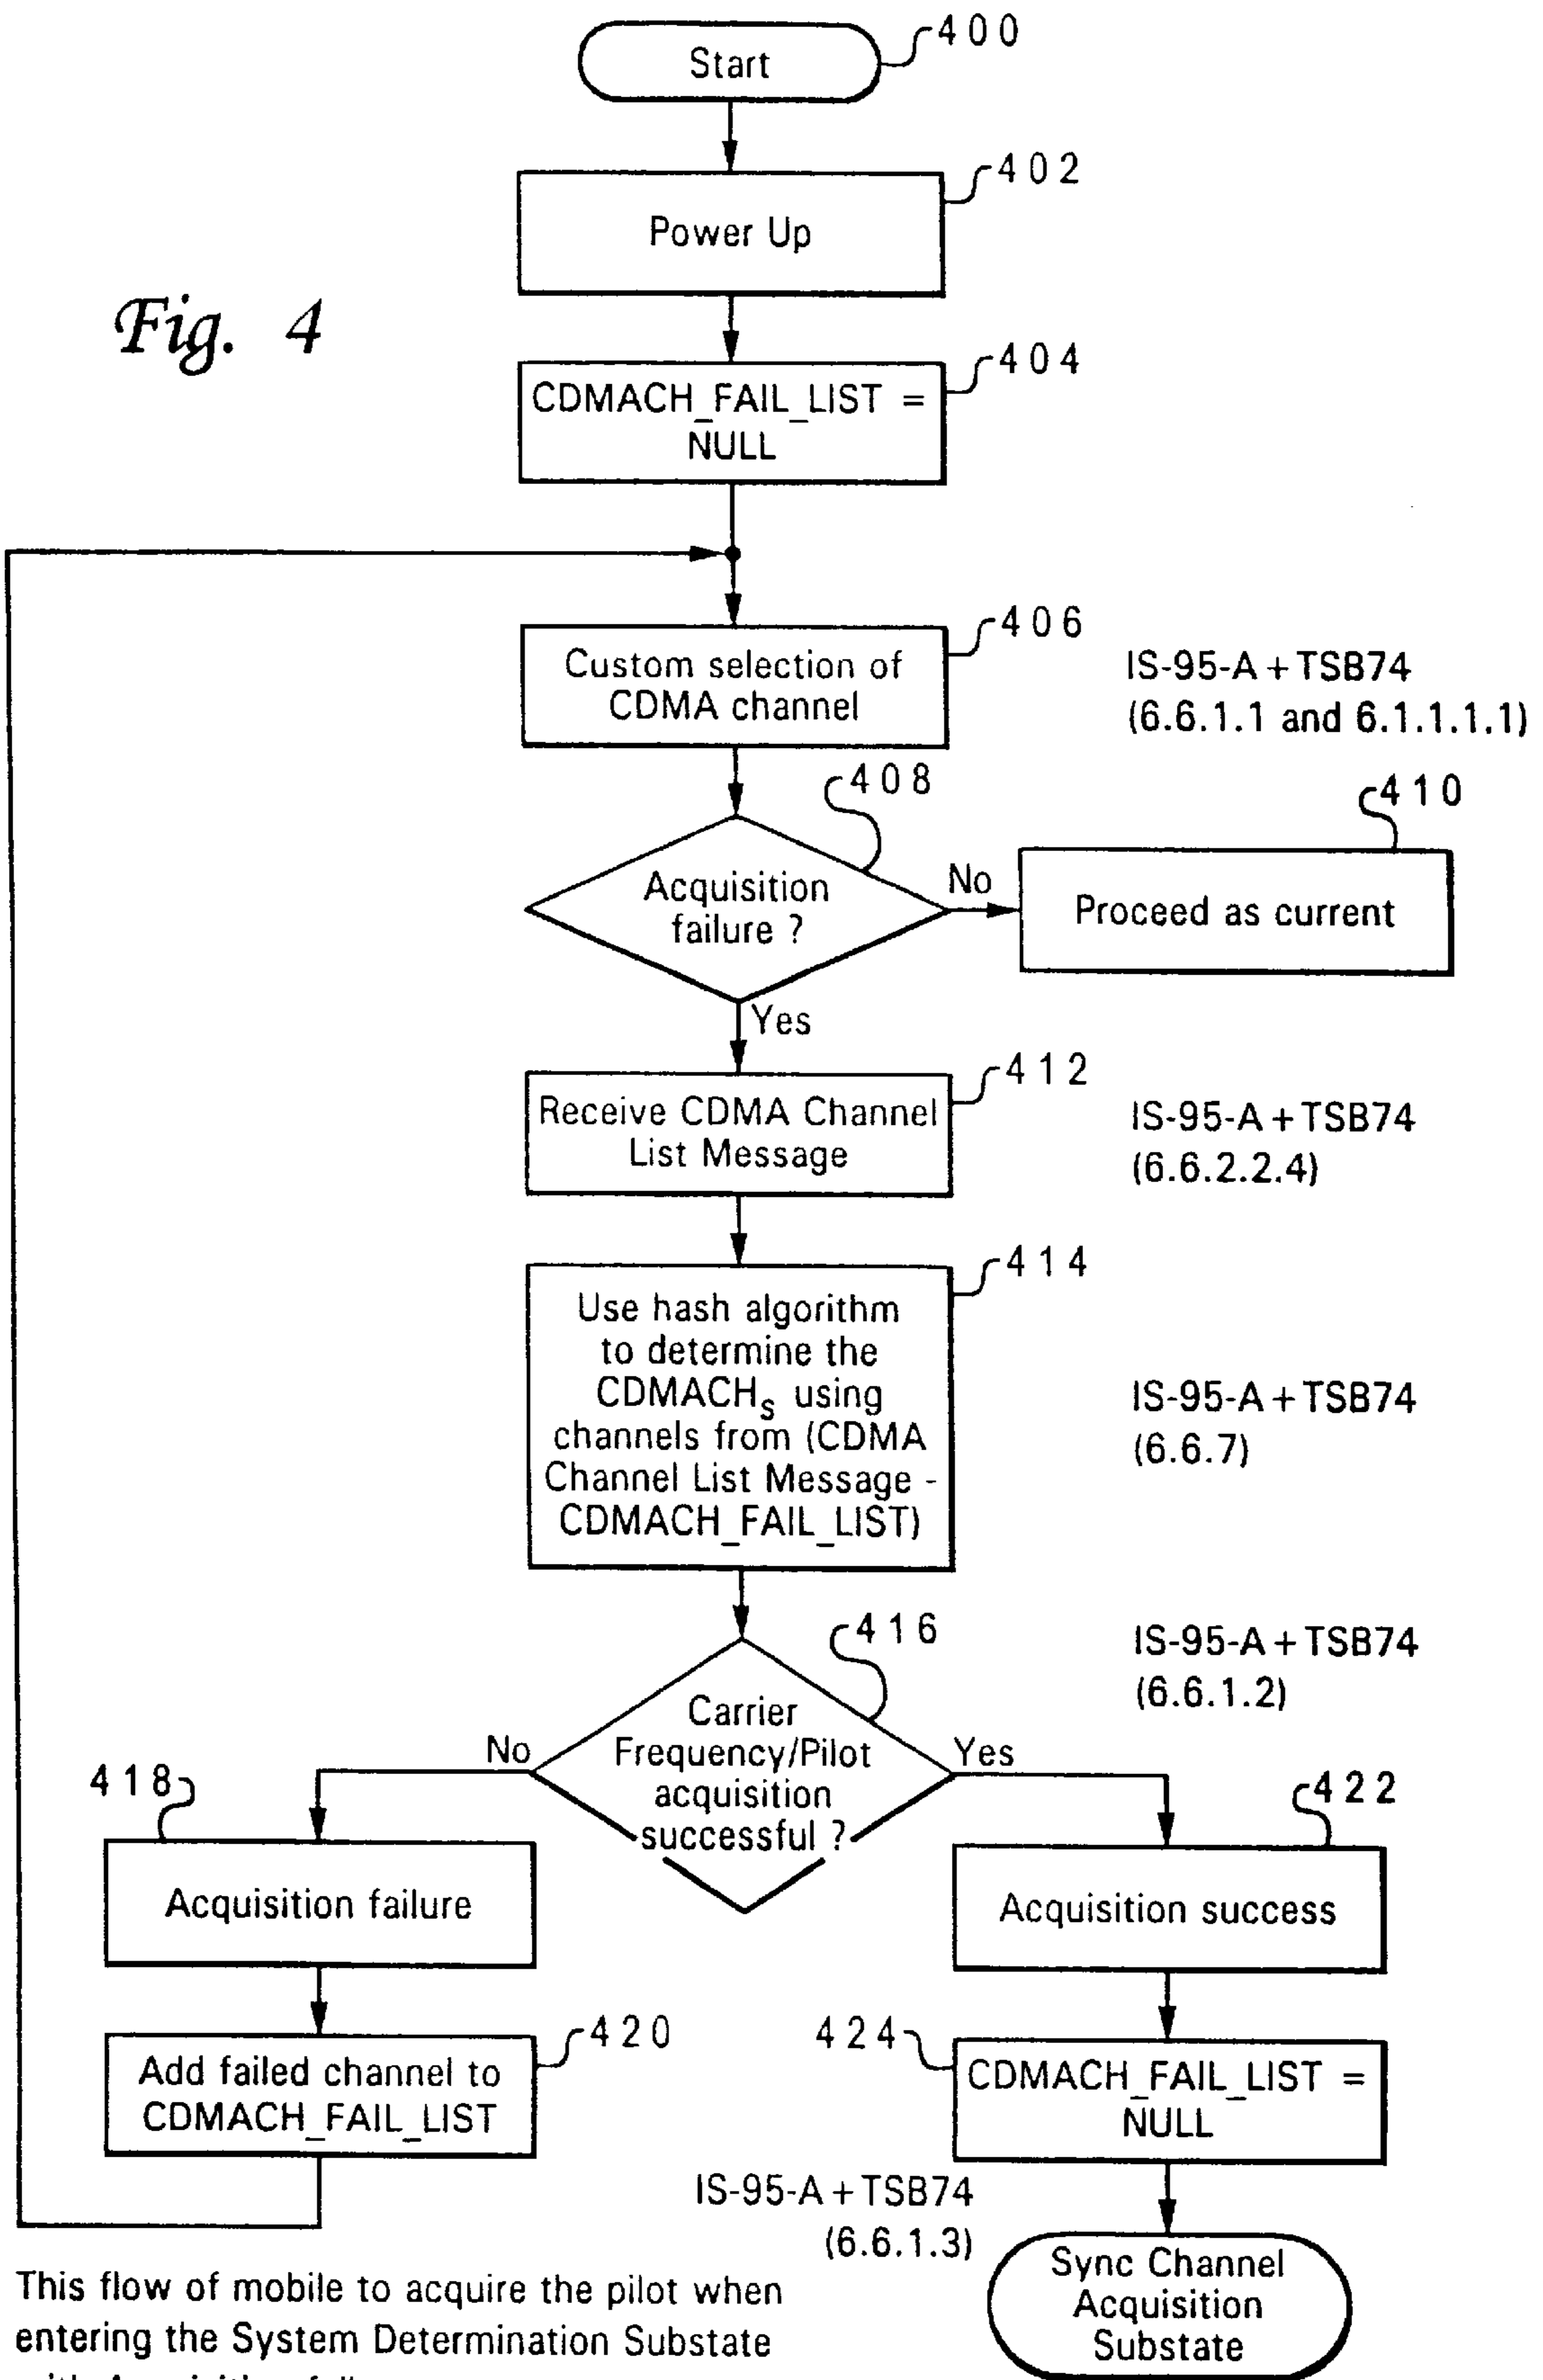 Start
400
Power Up
402
Fig. 4
CDMACH_FAIL_LIST =
NULL
404
Custom selection of
CDMA channel
406
IS-95-A+TSB74
(6.6.1.1 and 6.1.1.1.1)
408
Acquisition
failure ?
No
410
Proceed as current
Yes
Receive CDMA Channel
List Message
412
IS-95-A+TSB74
(6.6.2.2.4)
414
Use hash algorithm
to determine the
CDMACHs using
channels from (CDMA
Channel List Message -
CDMACH_FAIL_LIST)
IS-95-A+TSB74
(6.6.7)
416
Carrier
Frequency/Pilot
acquisition
successful ?
IS-95-A+TSB74
(6.6.1.2)
No
Yes
418
Acquisition failure
422
Acquisition success
420
Add failed channel to
CDMACH_FAIL_LIST
424
CDMACH_FAIL_LIST =
NULL
IS-95-A+TSB74
(6.6.1.3)
Sync Channel
Acquisition
Substate
This flow of mobile to acquire the pilot when
entering the System Determination Substate